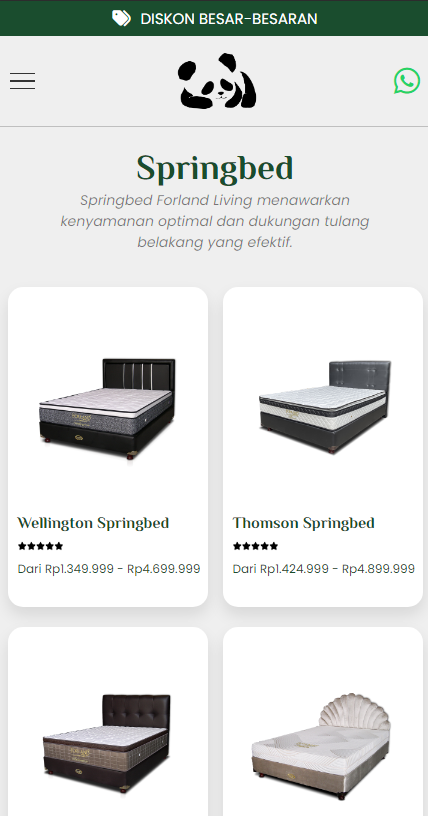 DISKON BESAR-BESARAN
Springbed
Springbed Forland Living menawarkan
kenyamanan optimal dan dukungan tulang
belakang yang efektif.
Wellington Springbed
Dari Rp1.349.999 - Rp4.699.999
Thomson Springbed
Dari Rp1.424.999 - Rp4.899.999